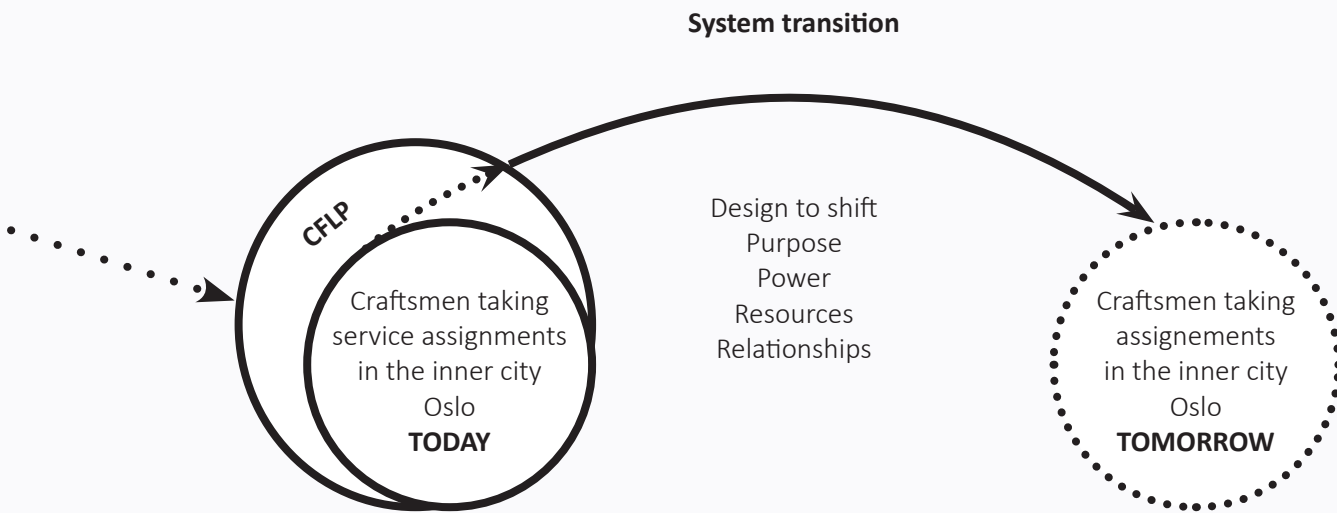 System transition
CFLP
Craftsmen taking
service assignments
in the inner city
Oslo
TODAY
Design to shift
Purpose
Power
Resources
Relationships
Craftsmen taking
assignements
in the inner city
Oslo
TOMORROW